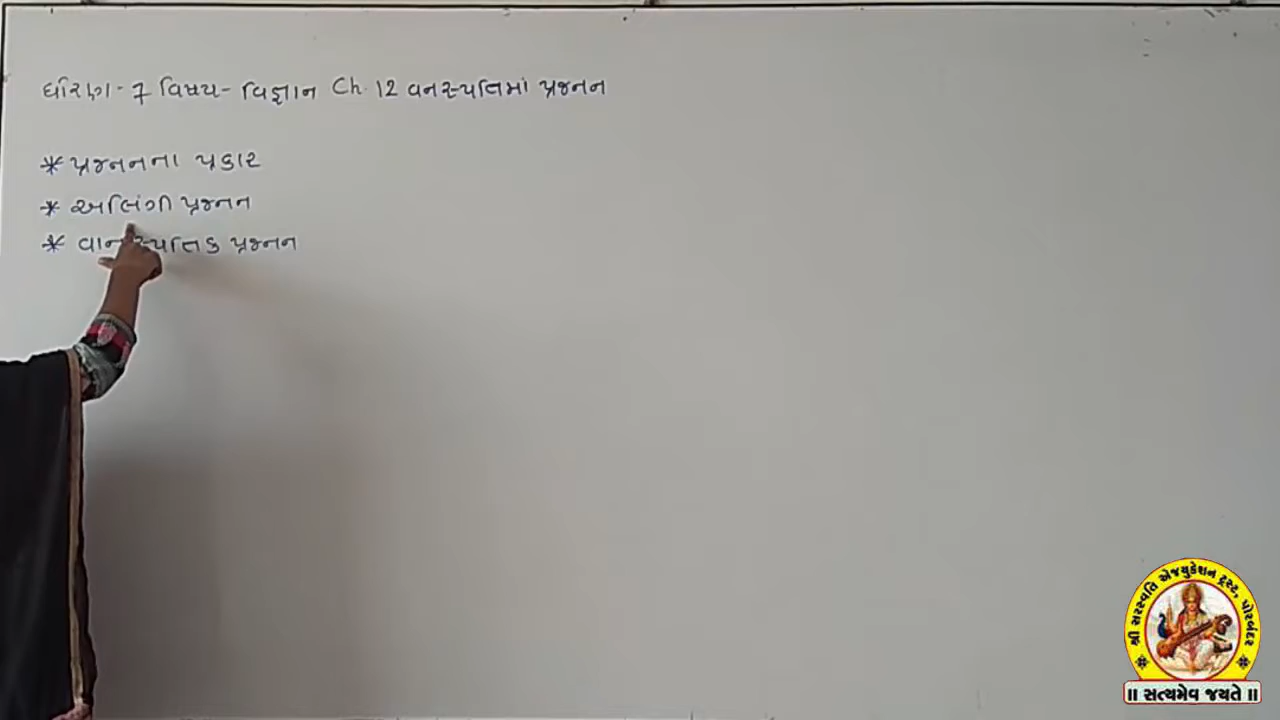 ધોરણ - 7 વિષય - વિજ્ઞાન Ch. 12 વનસ્પતિમાં પ્રજનન
* પ્રજનનના પ્રકાર
* અલિંગી પ્રજનન
* વાનસ્પતિક પ્રજનન
શ્રી સરસ્વતિ એજયુકેશન ટ્રસ્ટ, પોરબંદર
॥ સત્યમેવ જયતે ॥